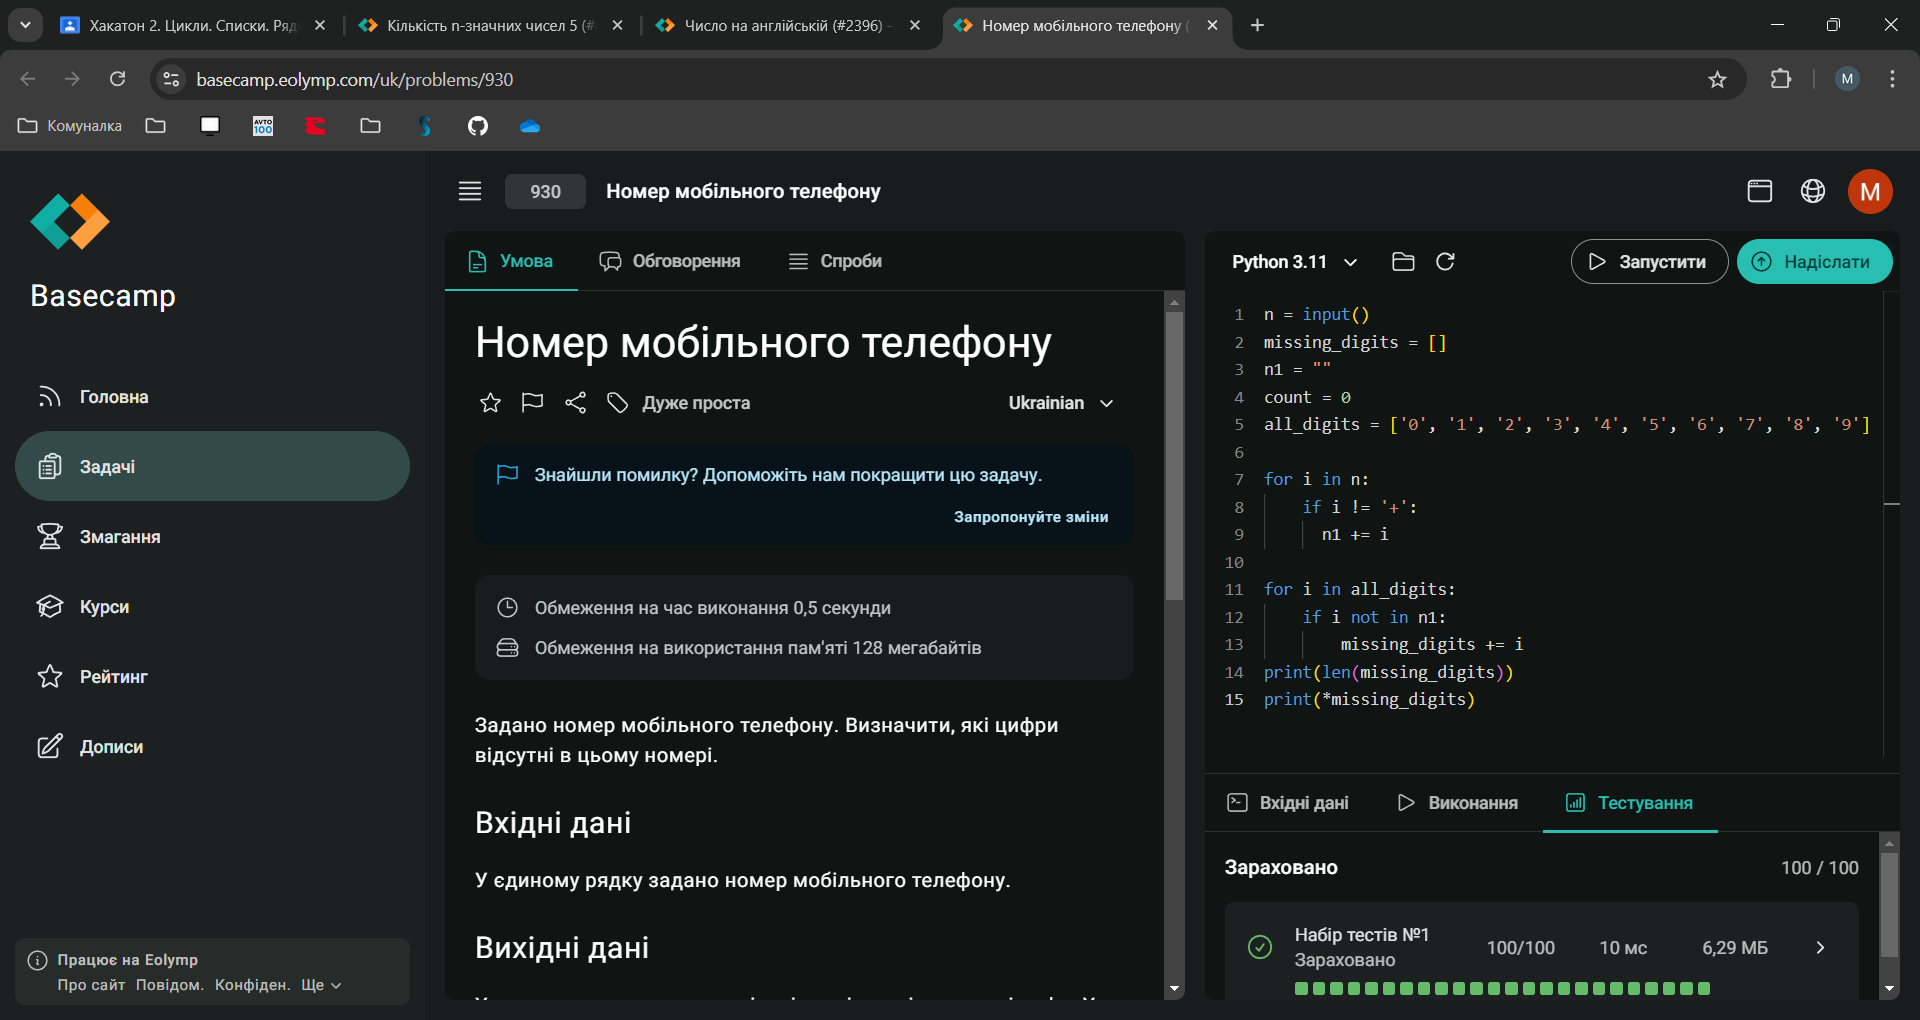 Хакатон 2. Цикли. Списки. Ряд
Кількість n-значних чисел 5 (#
Число на англійській (#2396) -
Номер мобільного телефону (
basecamp.eolymp.com/uk/problems/930
M
Комуналка
AVTO
100
Basecamp
Головна
Задачі
Змагання
Курси
Рейтинг
Дописи
Працює на Eolymp
Про сайт Повідом. Конфіден. Ще
930
Номер мобільного телефону
M
Умова
Обговорення
Спроби
Номер мобільного телефону
Дуже проста
Ukrainian
Знайшли помилку? Допоможіть нам покращити цю задачу.
Запропонуйте зміни
Обмеження на час виконання 0,5 секунди
Обмеження на використання пам'яті 128 мегабайтів
Задано номер мобільного телефону. Визначити, які цифри
відсутні в цьому номері.
Вхідні дані
У єдиному рядку задано номер мобільного телефону.
Вихідні дані
Python 3.11
Запустити
Надіслати
1 n = input()
2 missing_digits = []
3 n1 = ""
4 count = 0
5 all_digits = ['0', '1', '2', '3', '4', '5', '6', '7', '8', '9']
6
7 for i in n:
8 if i != '+':
9 n1 += i
10
11 for i in all_digits:
12 if i not in n1:
13 missing_digits += i
14 print(len(missing_digits))
15 print(*missing_digits)
Вхідні дані
Виконання
Тестування
Зараховано
100 / 100
Набір тестів №1
Зараховано
100/100
10 мс
6,29 МБ